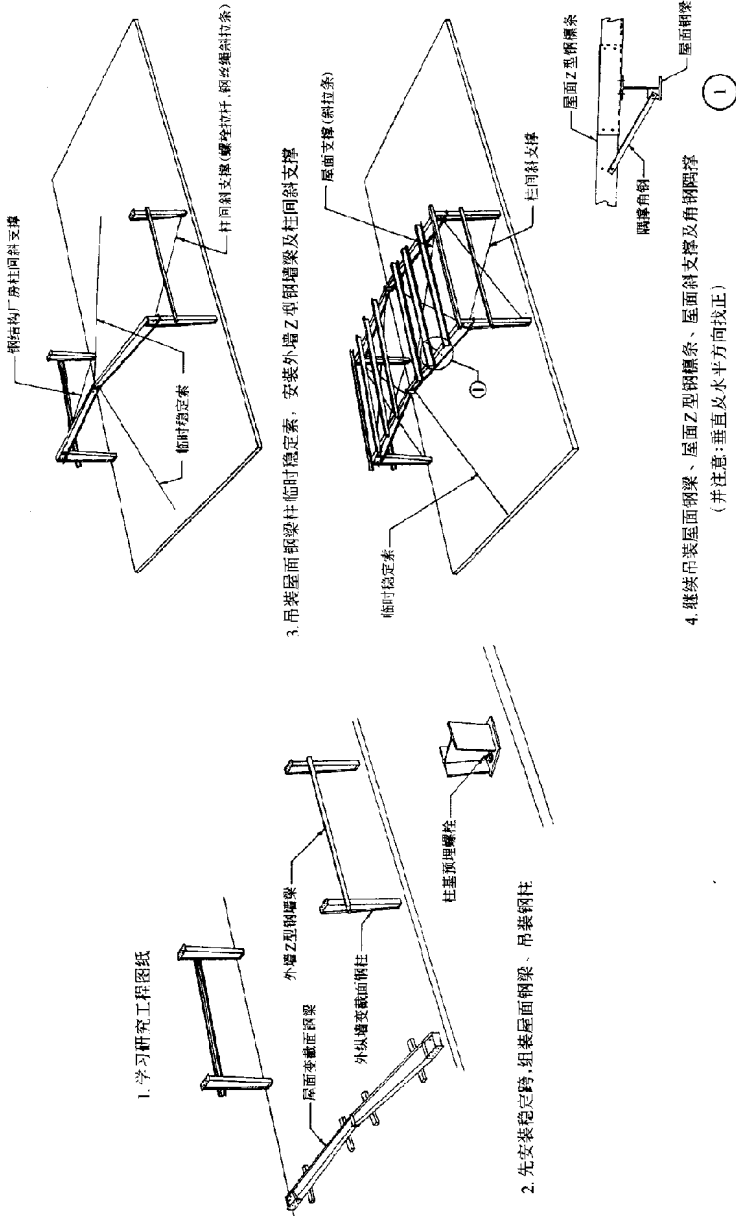 1.学习研究工程图纸
外墙Z型钢墙梁
屋面变截面钢梁
外纵墙变截面钢柱
柱基预埋螺栓
2.先安装稳定跨,组装屋面钢梁、吊装钢柱
钢结构厂房柱间斜支撑
临时稳定索
柱间斜支撑(螺栓拉杆,钢丝绳斜拉条)
3.吊装屋面钢梁柱临时稳定索,安装外墙Z型钢墙梁及柱间斜支撑
屋面支撑(斜拉条)
临时稳定索
柱间斜支撑
①
屋面Z型钢檩条
隅撑角钢
屋面钢梁
①
4.继续吊装屋面钢梁、屋面Z型钢檩条、屋面斜支撑及角钢隅撑
(并注意:垂直及水平方向找正)